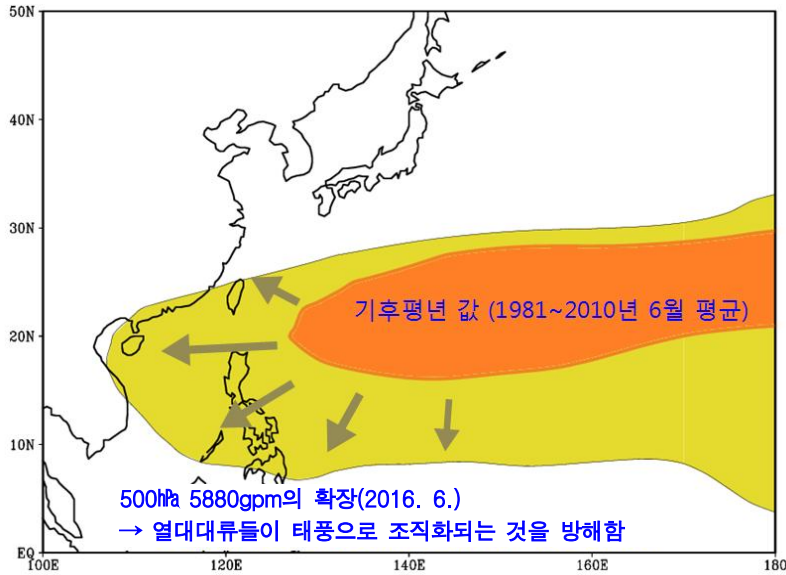 50N
40N
30N
20N
10N
EQ
기후평년 값 (1981~2010년 6월 평균)
500㍱ 5880gpm의 확장(2016. 6.)
→ 열대대류들이 태풍으로 조직화되는 것을 방해함
100E 120E 140E 160E 180